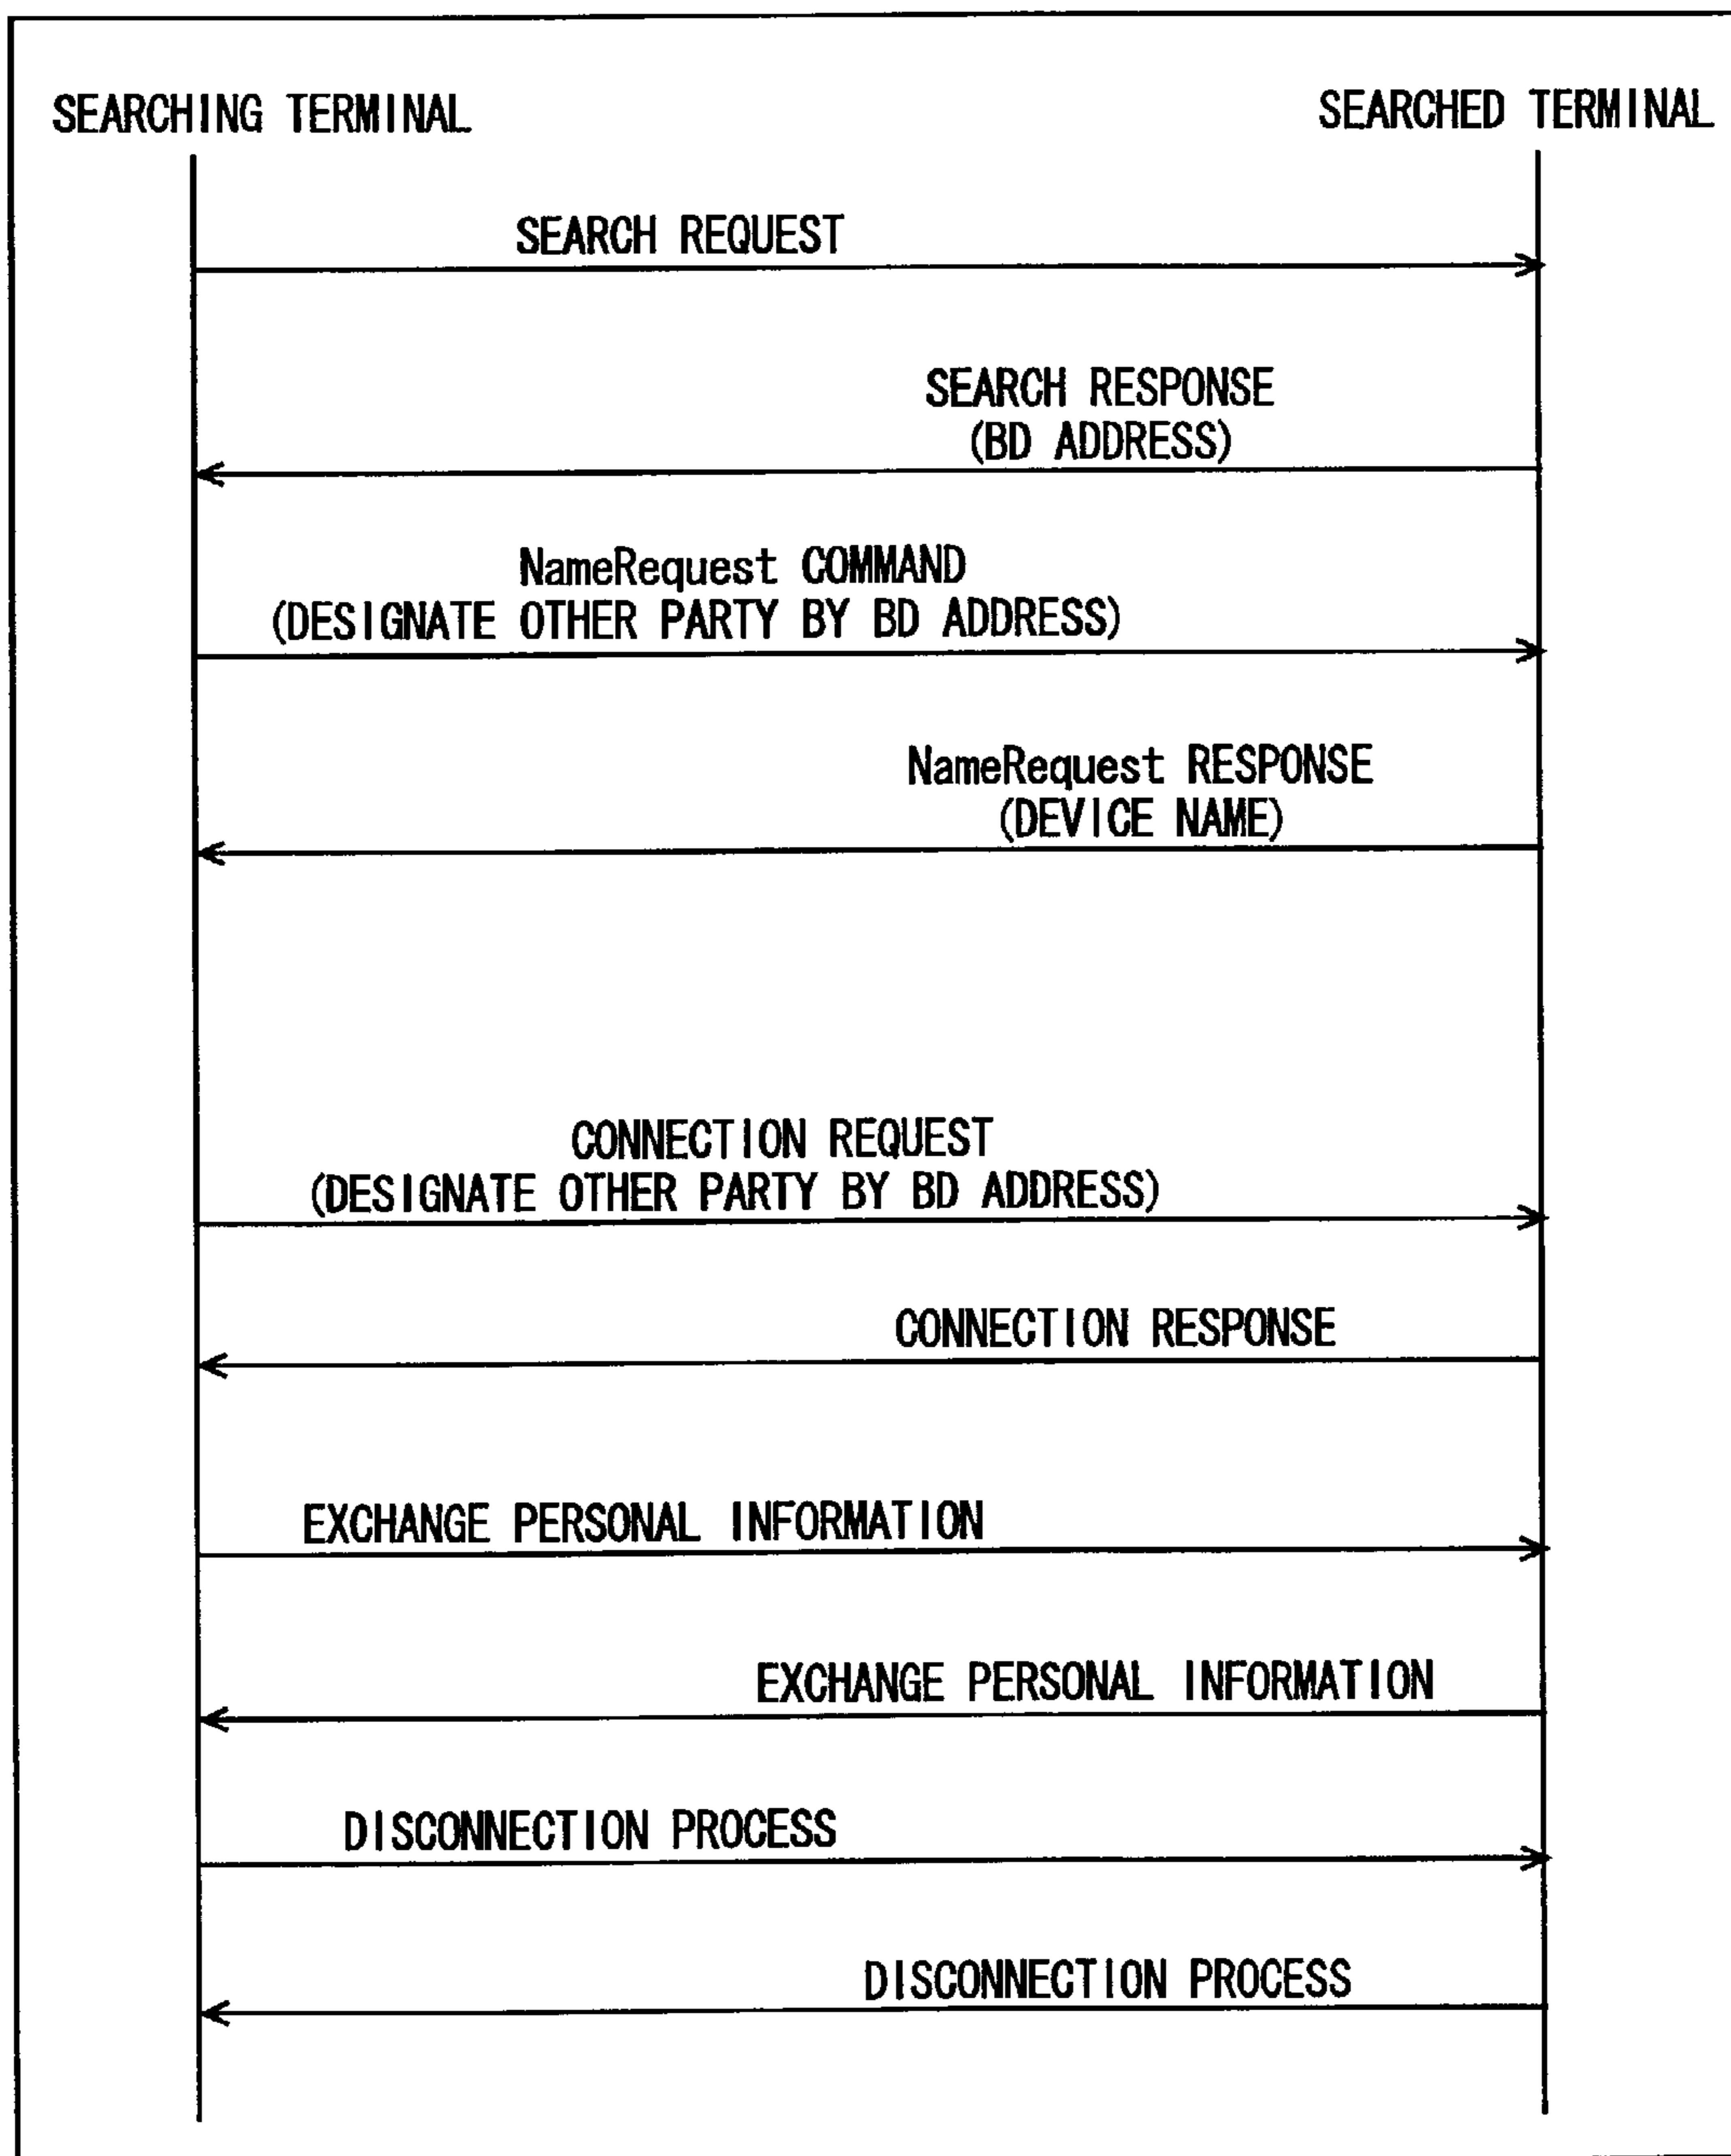 SEARCHING TERMINAL
SEARCHED TERMINAL
SEARCH REQUEST
SEARCH RESPONSE
(BD ADDRESS)
NameRequest COMMAND
(DESIGNATE OTHER PARTY BY BD ADDRESS)
NameRequest RESPONSE
(DEVICE NAME)
CONNECTION REQUEST
(DESIGNATE OTHER PARTY BY BD ADDRESS)
CONNECTION RESPONSE
EXCHANGE PERSONAL INFORMATION
EXCHANGE PERSONAL INFORMATION
DISCONNECTION PROCESS
DISCONNECTION PROCESS